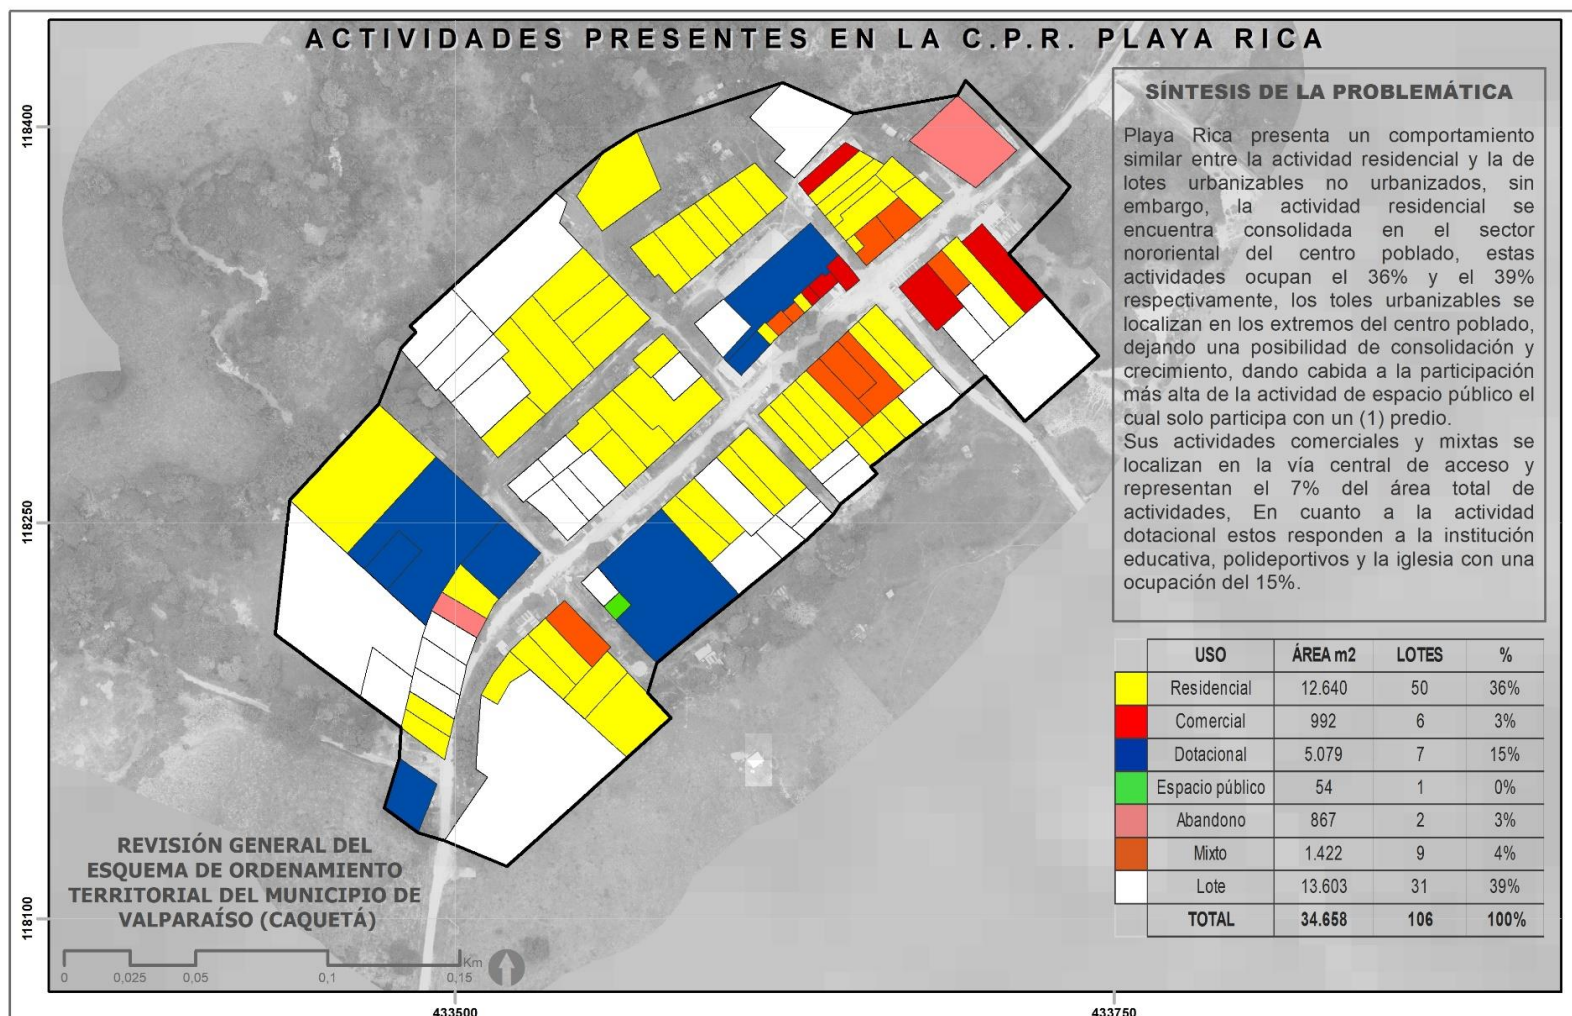 ACTIVIDADES PRESENTES EN LA C.P.R. PLAYA RICA
SÍNTESIS DE LA PROBLEMÁTICA
Playa Rica presenta un comportamiento
similar entre la actividad residencial y la de
lotes urbanizables no urbanizados, sin
embargo, la actividad residencial se
encuentra consolidada en el sector
nororiental del centro poblado, estas
actividades ocupan el 36% y el 39%
respectivamente, los toles urbanizables se
localizan en los extremos del centro poblado,
dejando una posibilidad de consolidación y
crecimiento, dando cabida a la participación
más alta de la actividad de espacio público el
cual solo participa con un (1) predio.
Sus actividades comerciales y mixtas se
localizan en la vía central de acceso y
representan el 7% del área total de
actividades, En cuanto a la actividad
dotacional estos responden a la institución
educativa, polideportivos y la iglesia con una
ocupación del 15%.
USO ÁREA m2 LOTES %
Residencial 12.640 50 36%
Comercial 992 6 3%
Dotacional 5.079 7 15%
Espacio público 54 1 0%
Abandono 867 2 3%
Mixto 1.422 9 4%
Lote 13.603 31 39%
TOTAL 34.658 106 100%
REVISIÓN GENERAL DEL
ESQUEMA DE ORDENAMIENTO
TERRITORIAL DEL MUNICIPIO DE
VALPARAÍSO (CAQUETÁ)
Km
0 0,025 0,05 0,1 0,15
118400
118250
118100
433500 433750